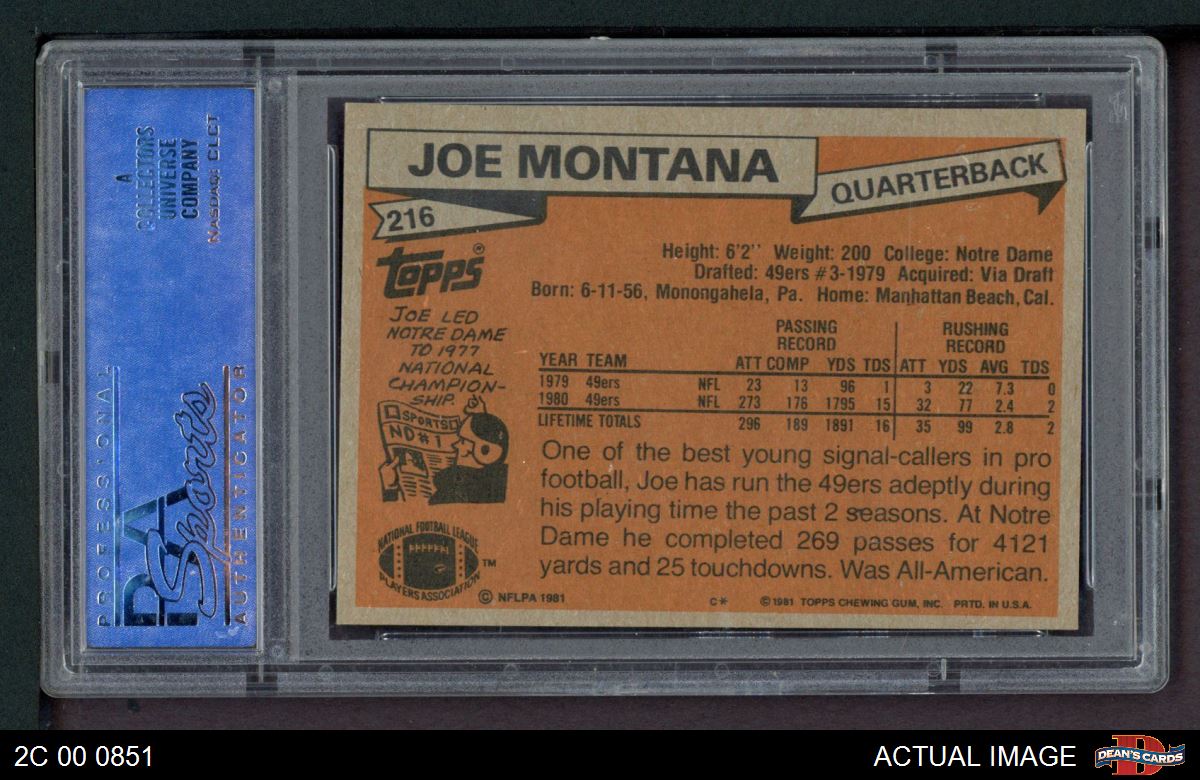 A
COLLECTORS
UNIVERSE
COMPANY
NASDAQ: CLCT
PROFESSIONAL
PSA
Sports
AUTHENTICATOR
JOE MONTANA
QUARTERBACK
216
topps®
Height: 6'2'' Weight: 200 College: Notre Dame
Drafted: 49ers #3-1979 Acquired: Via Draft
Born: 6-11-56, Monongahela, Pa. Home: Manhattan Beach, Cal.
JOE LED
NOTRE DAME
TO 1977
NATIONAL
CHAMPION-
SHIP.
SPORTS
ND #1
PASSING RUSHING
RECORD RECORD
YEAR TEAM ATT COMP YDS TDS ATT YDS AVG TDS
1979 49ers NFL 23 13 96 1 3 22 7.3 0
1980 49ers NFL 273 176 1795 15 32 77 2.4 2
LIFETIME TOTALS 296 189 1891 16 35 99 2.8 2
One of the best young signal-callers in pro
football, Joe has run the 49ers adeptly during
his playing time the past 2 seasons. At Notre
Dame he completed 269 passes for 4121
yards and 25 touchdowns. Was All-American.
NATIONAL FOOTBALL LEAGUE
PLAYERS ASSOCIATION
™
© NFLPA 1981
C* © 1981 TOPPS CHEWING GUM, INC. PRTD. IN U.S.A.
2C 00 0851
ACTUAL IMAGE
DEAN'S CARDS